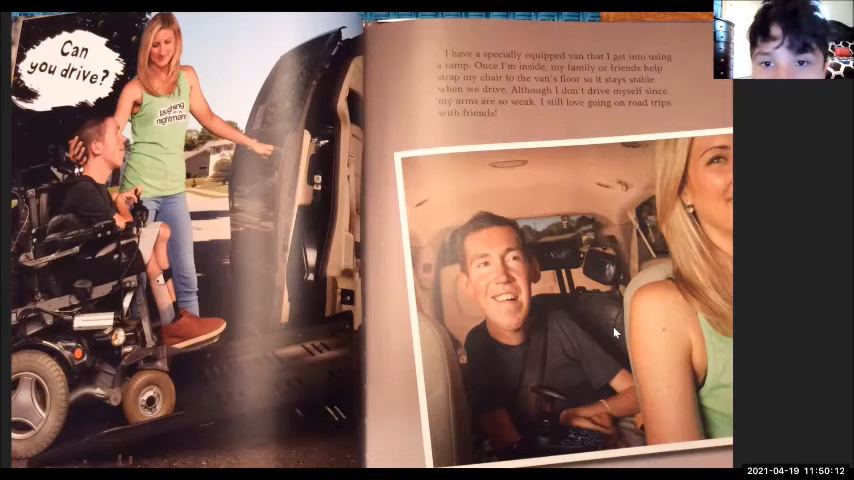 Can
you drive?
laughing
nightmare
I have a specially equipped van that I get into using
a ramp. Once I'm inside, my family or friends help
strap my chair to the van's floor so it stays stable
when we drive. Although I don't drive myself since
my arms are so weak, I still love going on road trips
with friends!
2021-04-19 11:50:12